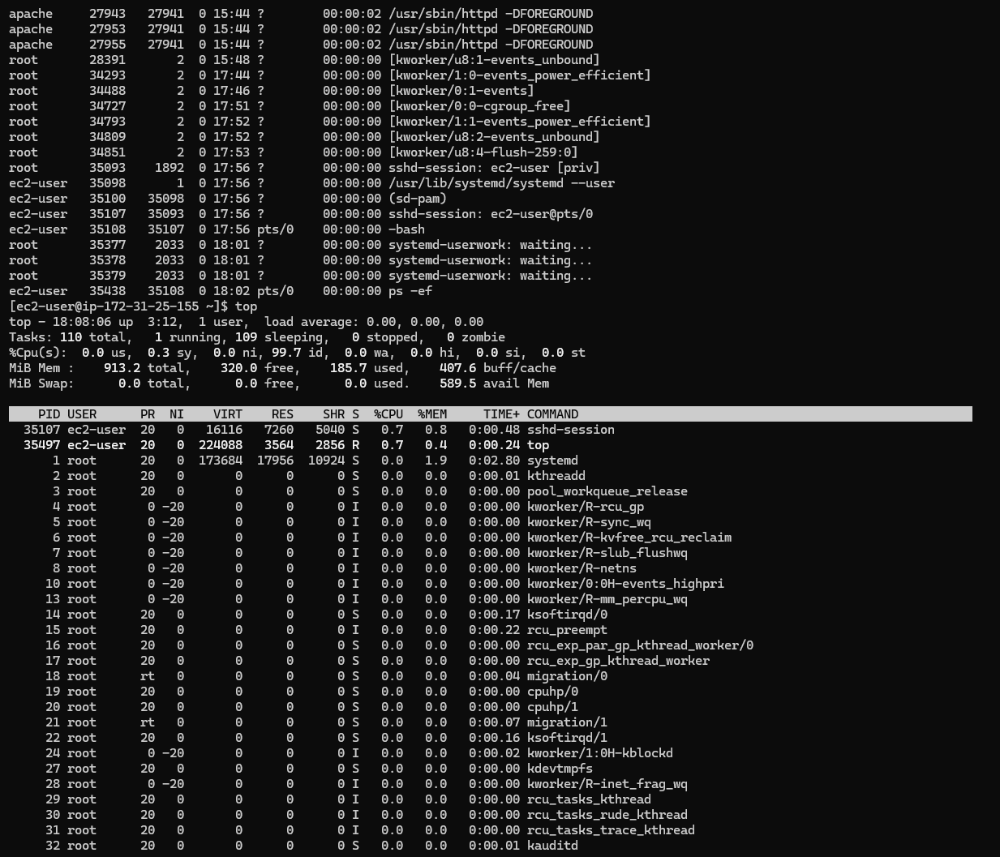 apache     27943   27941  0 15:44 ?        00:00:02 /usr/sbin/httpd -DFOREGROUND
apache     27953   27941  0 15:44 ?        00:00:02 /usr/sbin/httpd -DFOREGROUND
apache     27955   27941  0 15:44 ?        00:00:02 /usr/sbin/httpd -DFOREGROUND
root       28391       2  0 15:48 ?        00:00:00 [kworker/u8:1-events_unbound]
root       34293       2  0 17:44 ?        00:00:00 [kworker/1:0-events_power_efficient]
root       34488       2  0 17:46 ?        00:00:00 [kworker/0:1-events]
root       34727       2  0 17:51 ?        00:00:00 [kworker/0:0-cgroup_free]
root       34793       2  0 17:52 ?        00:00:00 [kworker/1:1-events_power_efficient]
root       34809       2  0 17:52 ?        00:00:00 [kworker/u8:2-events_unbound]
root       34851       2  0 17:53 ?        00:00:00 [kworker/u8:4-flush-259:0]
root       35093    1892  0 17:56 ?        00:00:00 sshd-session: ec2-user [priv]
ec2-user   35098       1  0 17:56 ?        00:00:00 /usr/lib/systemd/systemd --user
ec2-user   35100   35098  0 17:56 ?        00:00:00 (sd-pam)
ec2-user   35107   35093  0 17:56 ?        00:00:00 sshd-session: ec2-user@pts/0
ec2-user   35108   35107  0 17:56 pts/0    00:00:00 -bash
root       35377    2033  0 18:01 ?        00:00:00 systemd-userwork: waiting...
root       35378    2033  0 18:01 ?        00:00:00 systemd-userwork: waiting...
root       35379    2033  0 18:01 ?        00:00:00 systemd-userwork: waiting...
ec2-user   35438   35108  0 18:02 pts/0    00:00:00 ps -ef
[ec2-user@ip-172-31-25-155 ~]$ top
top - 18:08:06 up  3:12,  1 user,  load average: 0.00, 0.00, 0.00
Tasks: 110 total,   1 running, 109 sleeping,   0 stopped,   0 zombie
%Cpu(s):  0.0 us,  0.3 sy,  0.0 ni, 99.7 id,  0.0 wa,  0.0 hi,  0.0 si,  0.0 st
MiB Mem :    913.2 total,    320.0 free,    185.7 used,    407.6 buff/cache
MiB Swap:      0.0 total,      0.0 free,      0.0 used.    589.5 avail Mem
    PID USER      PR  NI    VIRT    RES    SHR S  %CPU  %MEM     TIME+ COMMAND
  35107 ec2-user  20   0   16116   7260   5040 S   0.7   0.8   0:00.48 sshd-session
  35497 ec2-user  20   0  224088   3564   2856 R   0.7   0.4   0:00.24 top
      1 root      20   0  173684  17956  10924 S   0.0   1.9   0:02.80 systemd
      2 root      20   0       0      0      0 S   0.0   0.0   0:00.01 kthreadd
      3 root      20   0       0      0      0 S   0.0   0.0   0:00.00 pool_workqueue_release
      4 root       0 -20       0      0      0 I   0.0   0.0   0:00.00 kworker/R-rcu_gp
      5 root       0 -20       0      0      0 I   0.0   0.0   0:00.00 kworker/R-sync_wq
      6 root       0 -20       0      0      0 I   0.0   0.0   0:00.00 kworker/R-kvfree_rcu_reclaim
      7 root       0 -20       0      0      0 I   0.0   0.0   0:00.00 kworker/R-slub_flushwq
      8 root       0 -20       0      0      0 I   0.0   0.0   0:00.00 kworker/R-netns
     10 root       0 -20       0      0      0 I   0.0   0.0   0:00.00 kworker/0:0H-events_highpri
     13 root       0 -20       0      0      0 I   0.0   0.0   0:00.00 kworker/R-mm_percpu_wq
     14 root      20   0       0      0      0 S   0.0   0.0   0:00.17 ksoftirqd/0
     15 root      20   0       0      0      0 I   0.0   0.0   0:00.22 rcu_preempt
     16 root      20   0       0      0      0 S   0.0   0.0   0:00.00 rcu_exp_par_gp_kthread_worker/0
     17 root      20   0       0      0      0 S   0.0   0.0   0:00.00 rcu_exp_gp_kthread_worker
     18 root      rt   0       0      0      0 S   0.0   0.0   0:00.04 migration/0
     19 root      20   0       0      0      0 S   0.0   0.0   0:00.00 cpuhp/0
     20 root      20   0       0      0      0 S   0.0   0.0   0:00.00 cpuhp/1
     21 root      rt   0       0      0      0 S   0.0   0.0   0:00.07 migration/1
     22 root      20   0       0      0      0 S   0.0   0.0   0:00.16 ksoftirqd/1
     24 root       0 -20       0      0      0 I   0.0   0.0   0:00.02 kworker/1:0H-kblockd
     27 root      20   0       0      0      0 S   0.0   0.0   0:00.00 kdevtmpfs
     28 root       0 -20       0      0      0 I   0.0   0.0   0:00.00 kworker/R-inet_frag_wq
     29 root      20   0       0      0      0 I   0.0   0.0   0:00.00 rcu_tasks_kthread
     30 root      20   0       0      0      0 I   0.0   0.0   0:00.00 rcu_tasks_rude_kthread
     31 root      20   0       0      0      0 I   0.0   0.0   0:00.00 rcu_tasks_trace_kthread
     32 root      20   0       0      0      0 S   0.0   0.0   0:00.01 kauditd